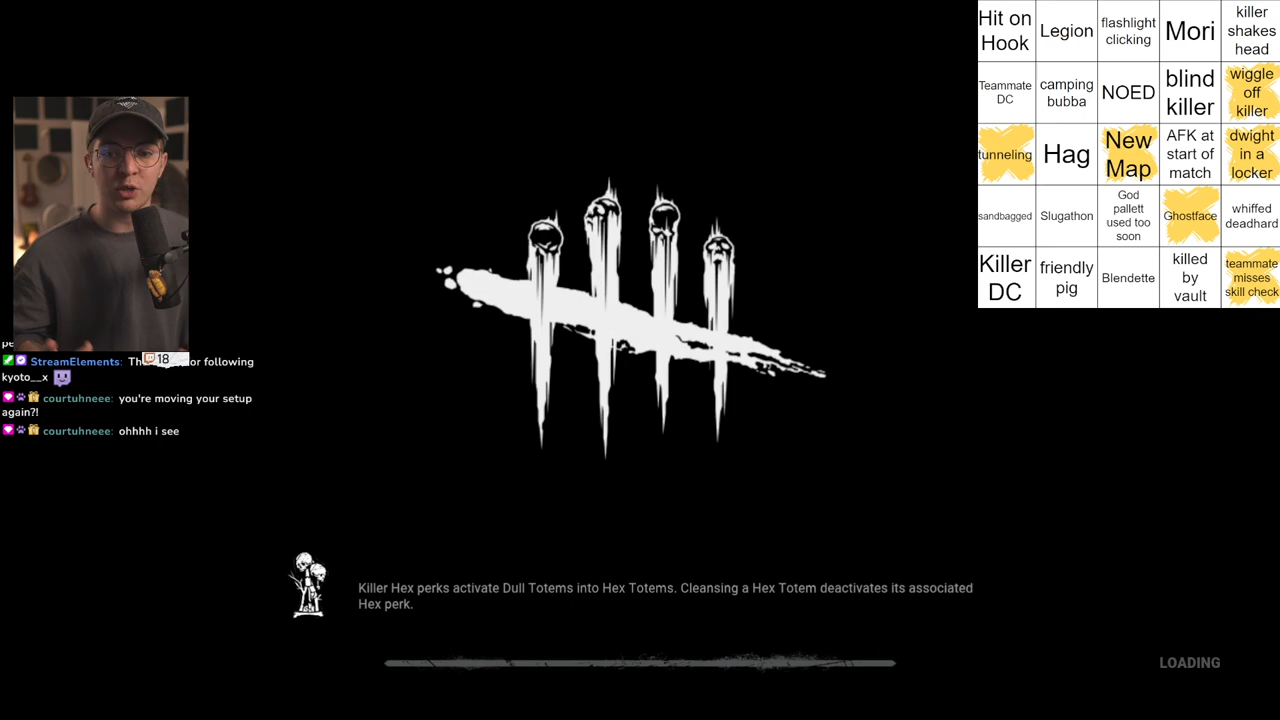 Hit on
Hook
Legion
flashlight
clicking
Mori
killer
shakes
head
Teammate
DC
camping
bubba
NOED
blind
killer
wiggle
off
killer
tunneling
Hag
New
Map
AFK at
start of
match
dwight
in a
locker
sandbagged
Slugathon
God
pallett
used too
soon
Ghostface
whiffed
deadhard
Killer
DC
friendly
pig
Blendette
killed
by
vault
teammate
misses
skill check
StreamElements: or following
kyoto__x
18
courtuhneee: you're moving your setup
again?!
courtuhneee: ohhhh i see
Killer Hex perks activate Dull Totems into Hex Totems. Cleansing a Hex Totem deactivates its associated
Hex perk.
LOADING